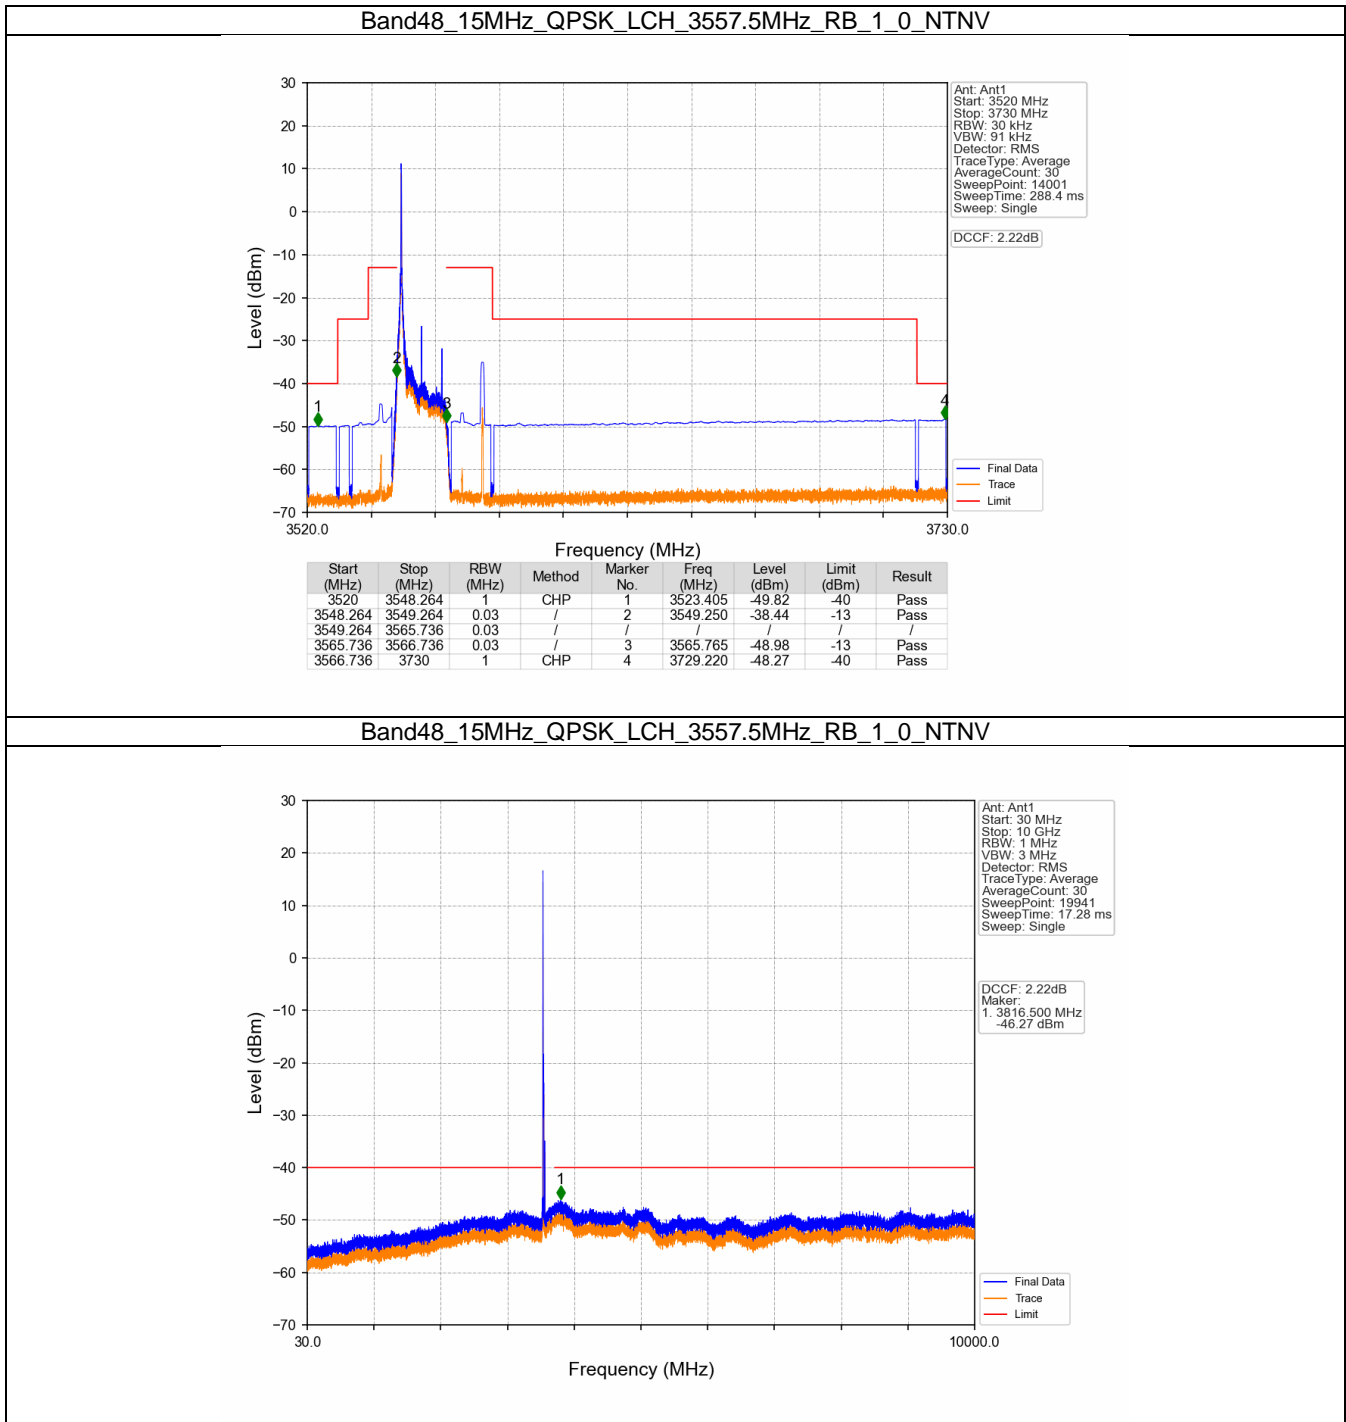 Band48_15MHz_QPSK_LCH_3557.5MHz_RB_1_0_NTNV
30
20
10
0
−10
−20
−30
−40
−50
−60
−70
Level (dBm)
1
2
3
4
3520.0
3730.0
Frequency (MHz)
Ant: Ant1
Start: 3520 MHz
Stop: 3730 MHz
RBW: 30 kHz
VBW: 91 kHz
Detector: RMS
TraceType: Average
AverageCount: 30
SweepPoint: 14001
SweepTime: 288.4 ms
Sweep: Single
DCCF: 2.22dB
Final Data
Trace
Limit
Start (MHz) Stop (MHz) RBW (MHz) Method Marker No. Freq (MHz) Level (dBm) Limit (dBm) Result
3520 3548.264 1 CHP 1 3523.405 -49.82 -40 Pass
3548.264 3549.264 0.03 / 2 3549.250 -38.44 -13 Pass
3549.264 3565.736 0.03 / / / / / /
3565.736 3566.736 0.03 / 3 3565.765 -48.98 -13 Pass
3566.736 3730 1 CHP 4 3729.220 -48.27 -40 Pass
Band48_15MHz_QPSK_LCH_3557.5MHz_RB_1_0_NTNV
30
20
10
0
−10
−20
−30
−40
−50
−60
−70
Level (dBm)
1
30.0
10000.0
Frequency (MHz)
Ant: Ant1
Start: 30 MHz
Stop: 10 GHz
RBW: 1 MHz
VBW: 3 MHz
Detector: RMS
TraceType: Average
AverageCount: 30
SweepPoint: 19941
SweepTime: 17.28 ms
Sweep: Single
DCCF: 2.22dB
Maker:
1. 3816.500 MHz
-46.27 dBm
Final Data
Trace
Limit